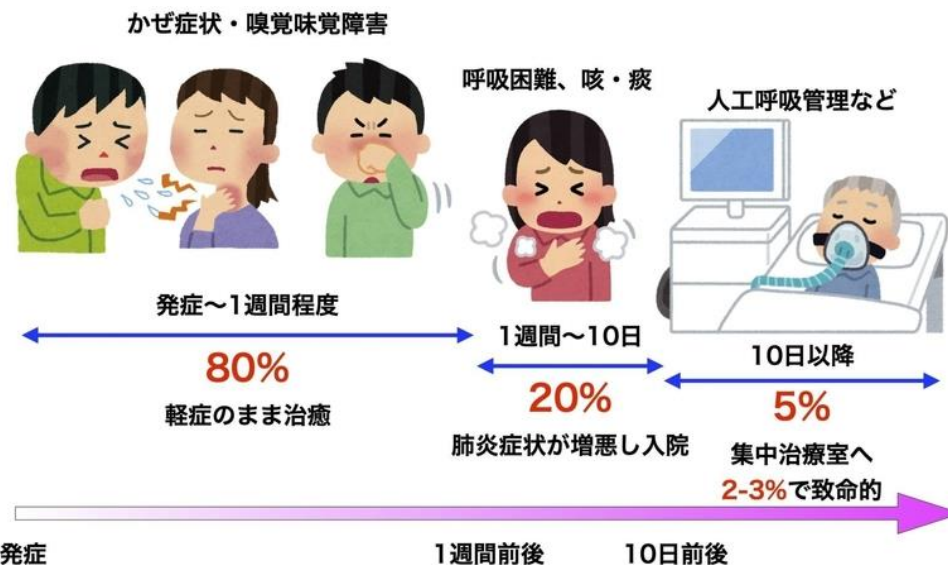 かぜ症状・嗅覚味覚障害
呼吸困難、咳・痰
人工呼吸管理など
発症〜1週間程度
80%
軽症のまま治癒
1週間〜10日
20%
肺炎症状が増悪し入院
10日以降
5%
集中治療室へ
2-3%で致命的
発症
1週間前後
10日前後